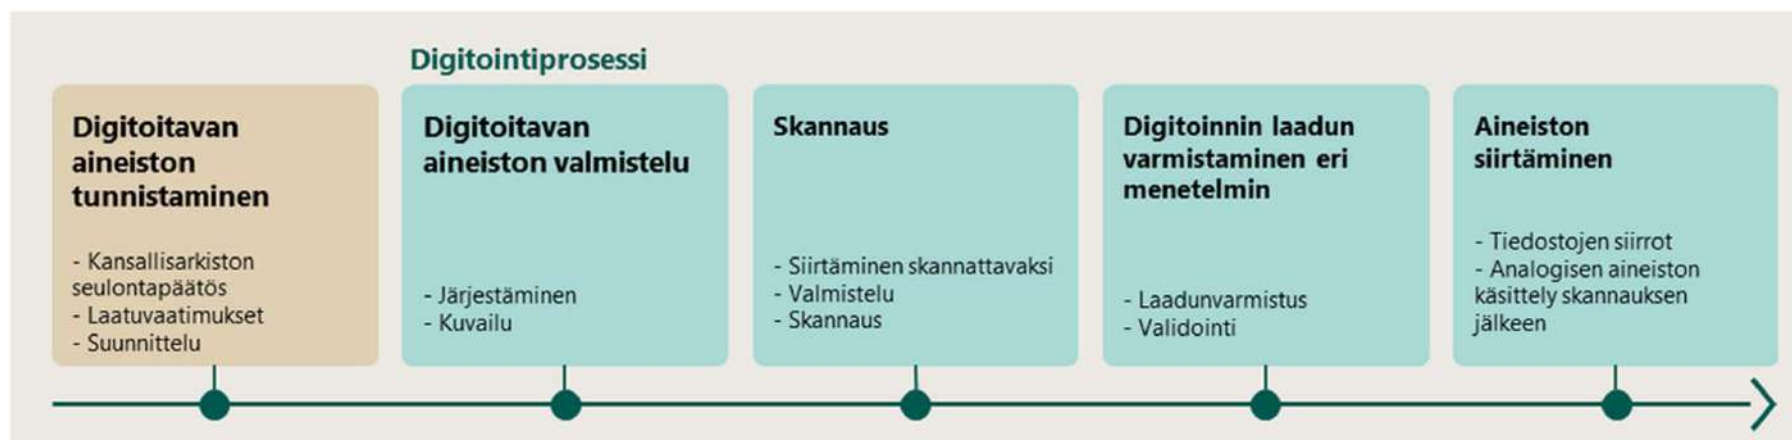 Digitointiprosessi
Digitoitavan
aineiston
tunnistaminen
- Kansallisarkiston
seulontapäätös
- Laatuvaatimukset
- Suunnittelu
Digitoitavan
aineiston valmistelu
- Järjestäminen
- Kuvailu
Skannaus
- Siirtäminen skannattavaksi
- Valmistelu
- Skannaus
Digitoinnin laadun
varmistaminen eri
menetelmin
- Laadunvarmistus
- Validointi
Aineiston
siirtäminen
- Tiedostojen siirrot
- Analogisen aineiston
käsittely skannauksen
jälkeen